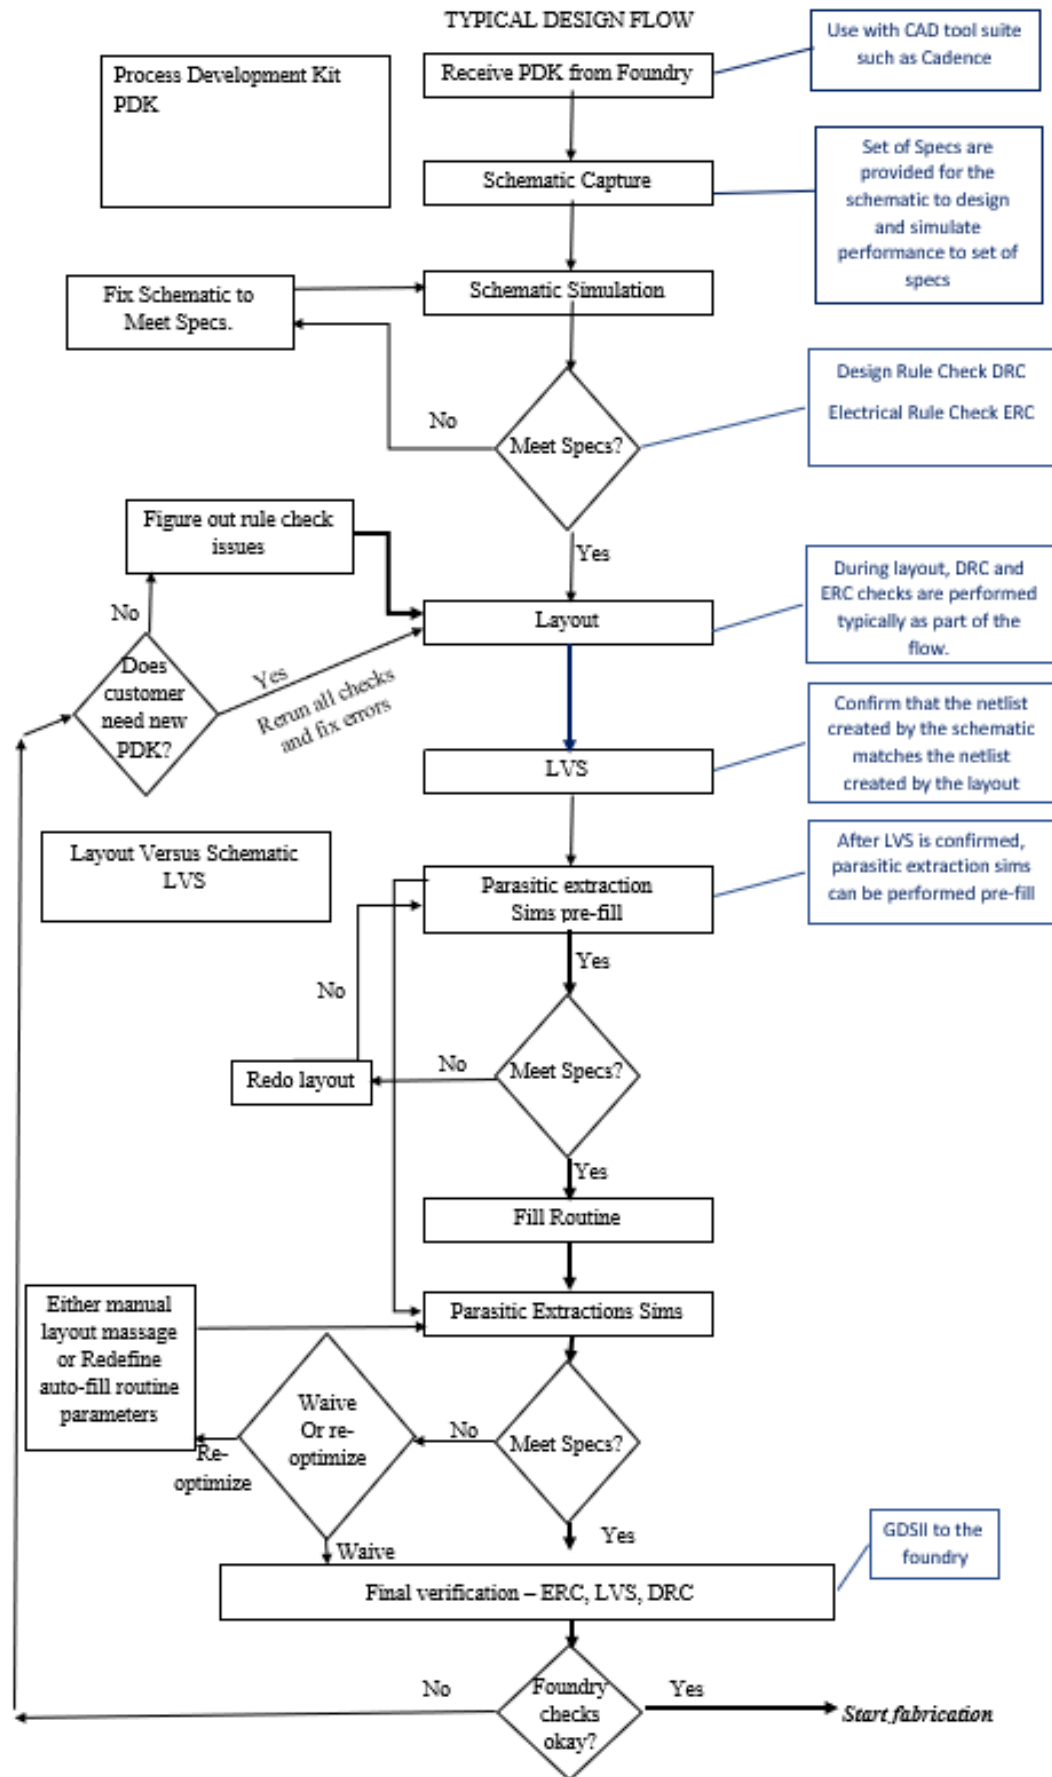 TYPICAL DESIGN FLOW
Process Development Kit
PDK
Receive PDK from Foundry
Use with CAD tool suite
such as Cadence
Schematic Capture
Set of Specs are
provided for the
schematic to design
and simulate
performance to set of
specs
Fix Schematic to
Meet Specs.
Schematic Simulation
No
Meet Specs?
Design Rule Check DRC
Electrical Rule Check ERC
Yes
Figure out rule check
issues
No
Layout
During layout, DRC and
ERC checks are performed
typically as part of the
flow.
Does
customer
need new
PDK?
Yes
Rerun all checks
and fix errors
LVS
Confirm that the netlist
created by the schematic
matches the netlist
created by the layout
Layout Versus Schematic
LVS
Parasitic extraction
Sims pre-fill
After LVS is confirmed,
parasitic extraction sims
can be performed pre-fill
Yes
No
Redo layout
No
Meet Specs?
Yes
Fill Routine
Either manual
layout massage
or Redefine
auto-fill routine
parameters
Parasitic Extractions Sims
Waive
Or re-
optimize
Re-
optimize
No
Meet Specs?
Waive
Yes
GDSII to the
foundry
Final verification – ERC, LVS, DRC
No
Foundry
checks
okay?
Yes
Start fabrication